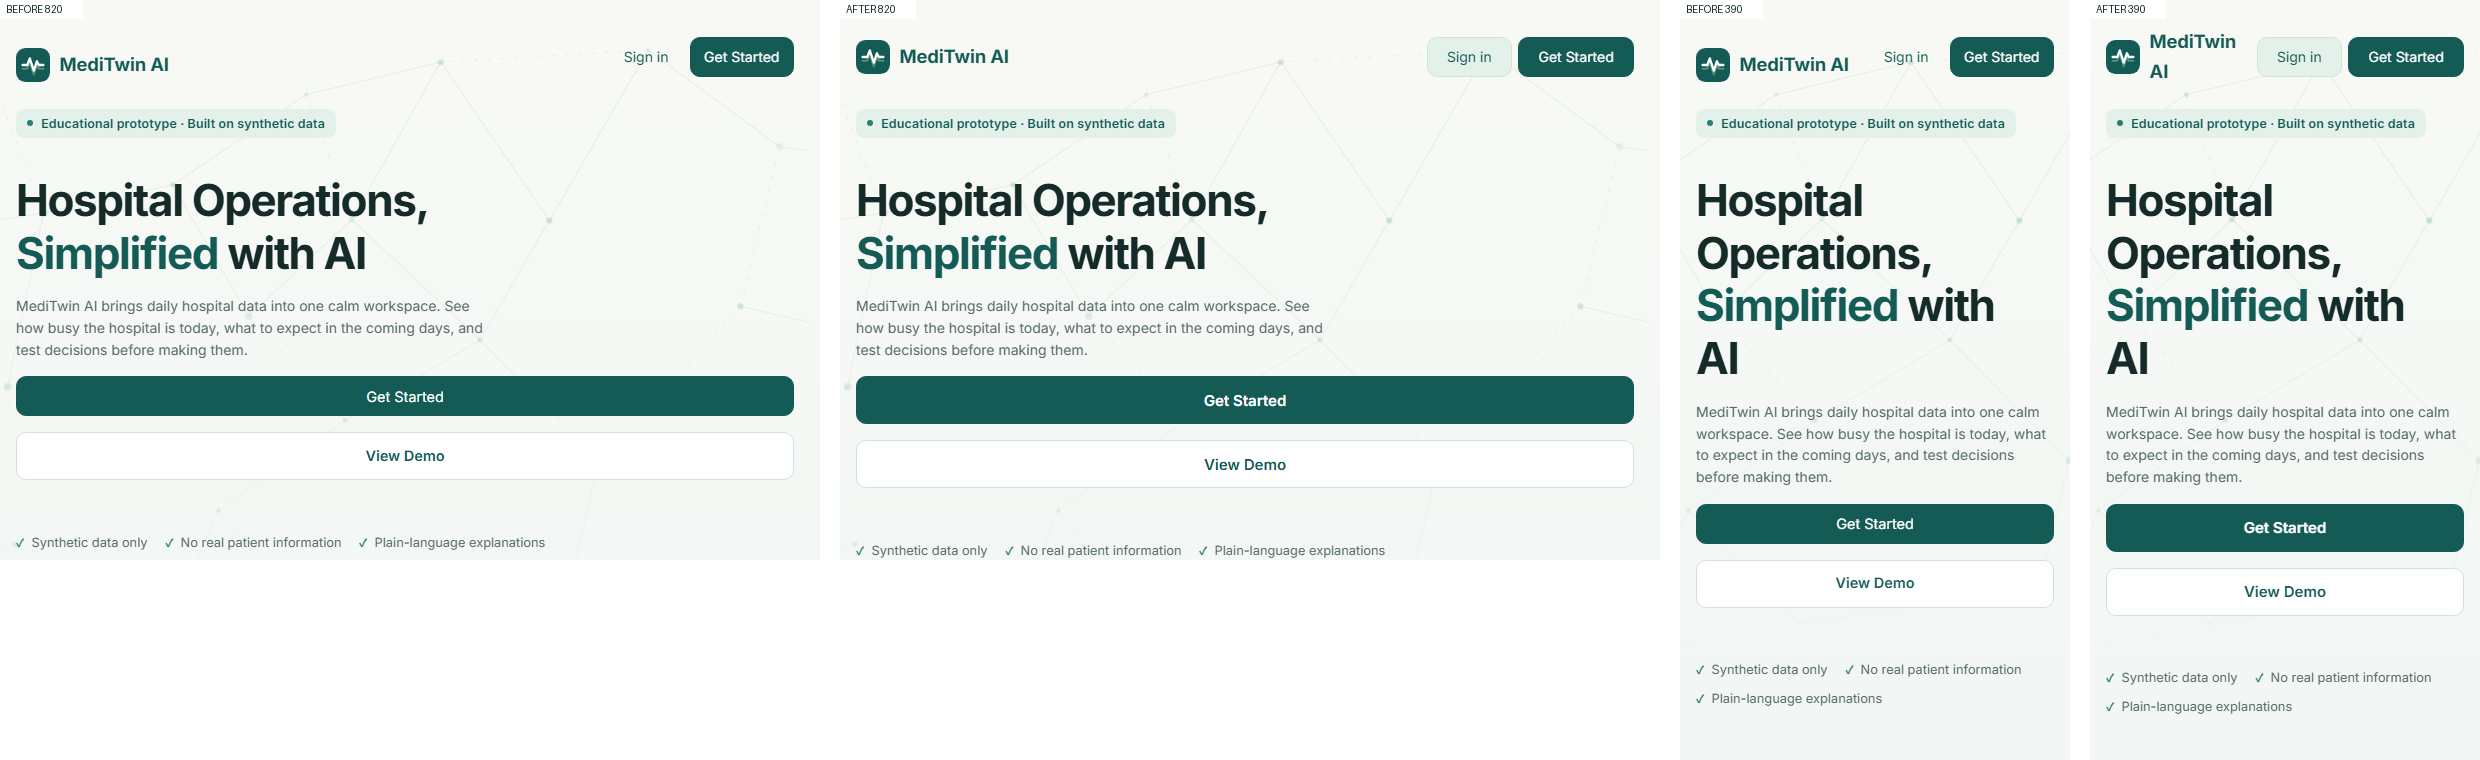 BEFORE 820
MediTwin AI
Sign in
Get Started
Educational prototype · Built on synthetic data
Hospital Operations,
Simplified with AI
MediTwin AI brings daily hospital data into one calm workspace. See
how busy the hospital is today, what to expect in the coming days, and
test decisions before making them.
Get Started
View Demo
✓ Synthetic data only ✓ No real patient information ✓ Plain-language explanations
AFTER 820
MediTwin AI
Sign in
Get Started
Educational prototype · Built on synthetic data
Hospital Operations,
Simplified with AI
MediTwin AI brings daily hospital data into one calm workspace. See
how busy the hospital is today, what to expect in the coming days, and
test decisions before making them.
Get Started
View Demo
✓ Synthetic data only ✓ No real patient information ✓ Plain-language explanations
BEFORE 390
MediTwin AI
Sign in
Get Started
Educational prototype · Built on synthetic data
Hospital
Operations,
Simplified with
AI
MediTwin AI brings daily hospital data into one calm
workspace. See how busy the hospital is today, what
to expect in the coming days, and test decisions
before making them.
Get Started
View Demo
✓ Synthetic data only ✓ No real patient information
✓ Plain-language explanations
AFTER 390
MediTwin
AI
Sign in
Get Started
Educational prototype · Built on synthetic data
Hospital
Operations,
Simplified with
AI
MediTwin AI brings daily hospital data into one calm
workspace. See how busy the hospital is today, what
to expect in the coming days, and test decisions
before making them.
Get Started
View Demo
✓ Synthetic data only ✓ No real patient information
✓ Plain-language explanations